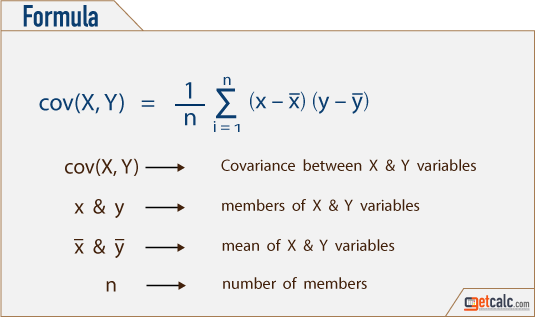 Formula
cov(X, Y) = 1/n n∑i = 1 (x – x̅) (y – y̅)
cov(X, Y) → Covariance between X & Y variables
x & y → members of X & Y variables
x̅ & y̅ → mean of X & Y variables
n → number of members
getcalc.com